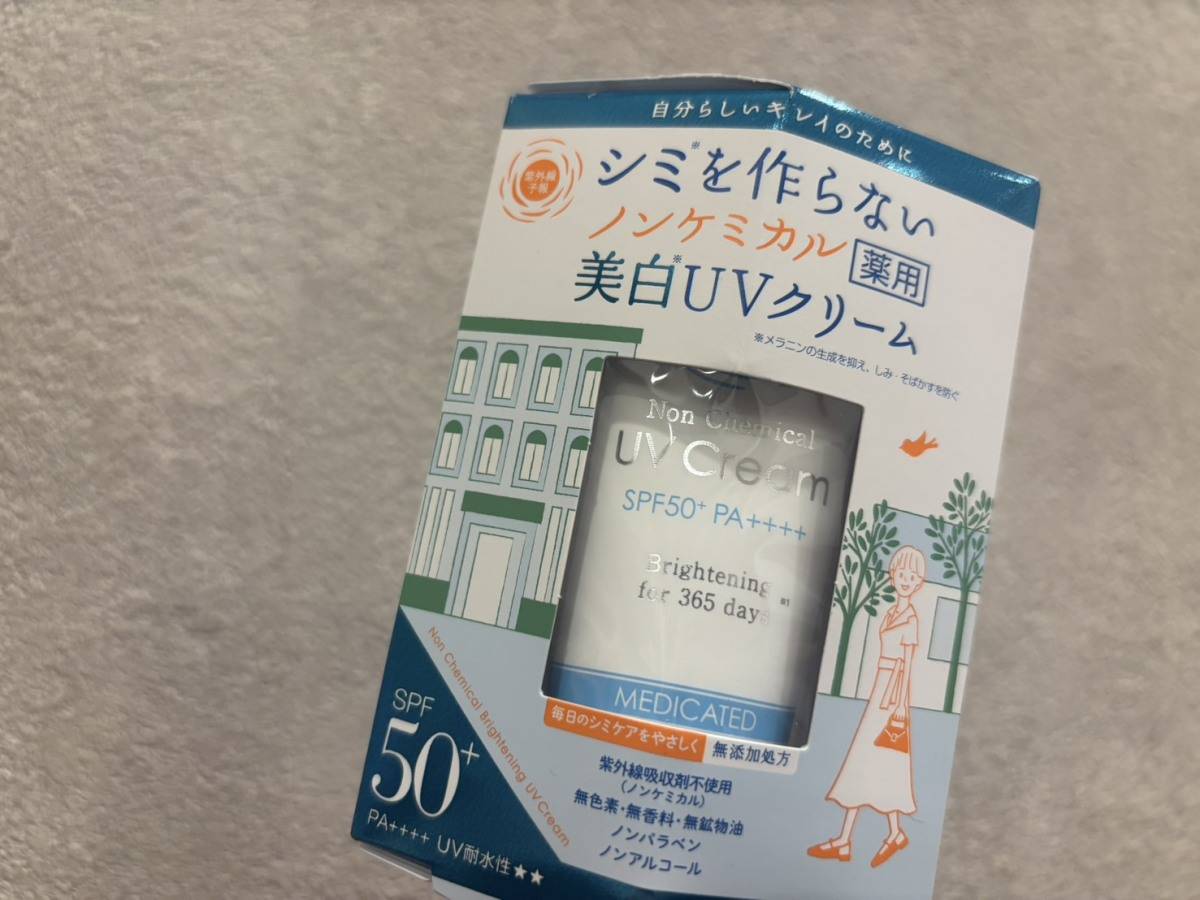 自分らしいキレイのために
紫外線
予報
シミ※を作らない
ノンケミカル
薬用
美白※UVクリーム
※メラニンの生成を抑え、しみ・そばかすを防ぐ
Non Chemical
UV Cream
SPF50+ PA++++
Brightening
for 365 days
MEDICATED
毎日のシミケアをやさしく
無添加処方
紫外線吸収剤不使用
(ノンケミカル)
無色素・無香料・無鉱物油
ノンパラベン
ノンアルコール
Non Chemical Brightening UV Cream
SPF
50+
PA++++ UV耐水性★★